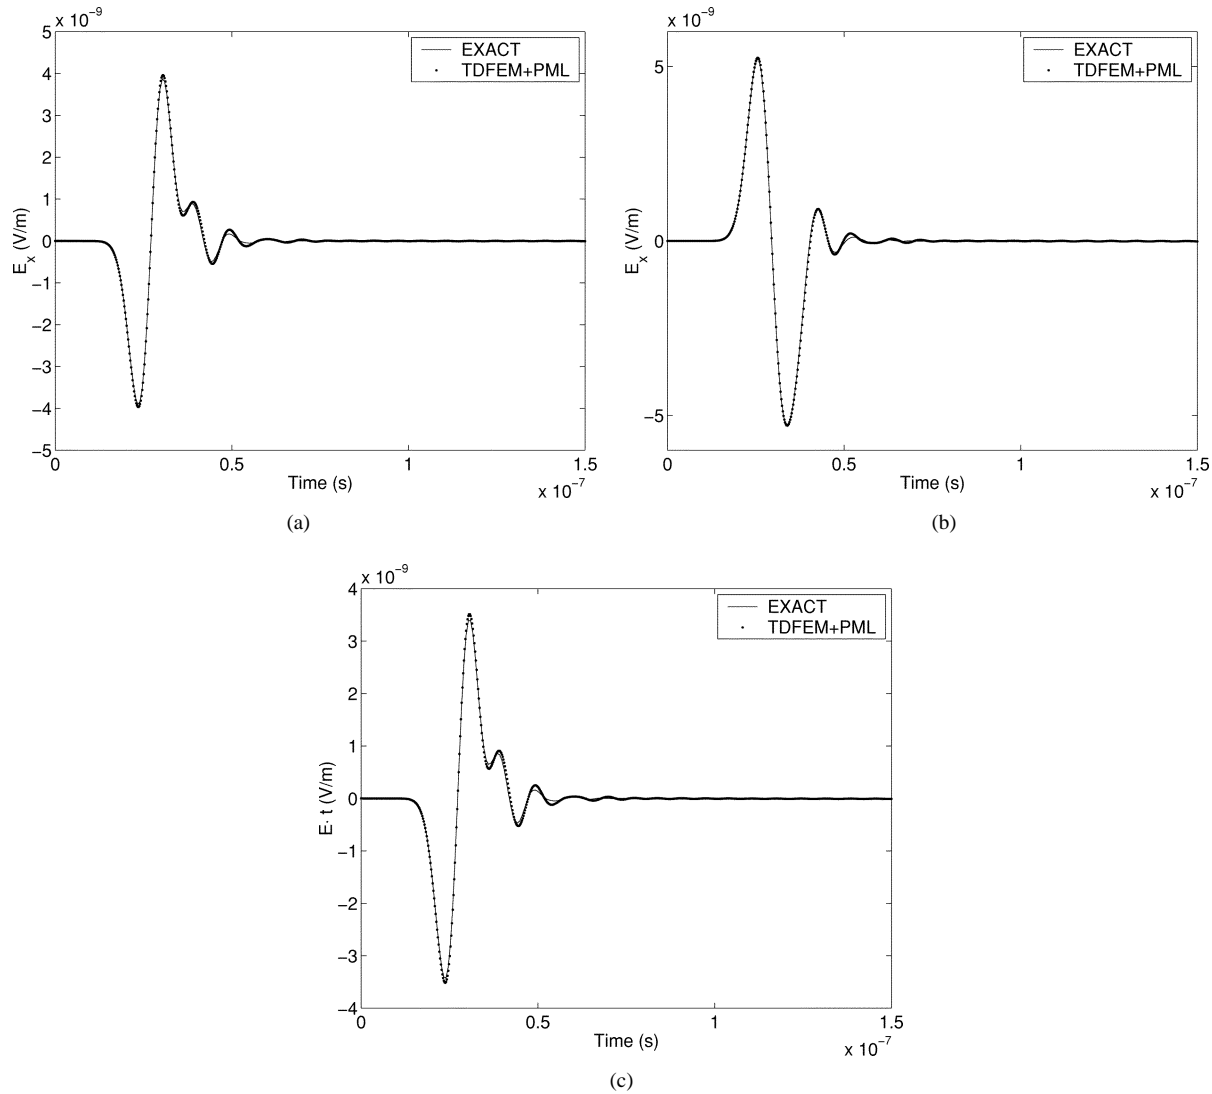 x 10⁻⁹
5
4
3
2
1
0
−1
−2
−3
−4
−5
E_x (V/m)
EXACT
TDFEM+PML
0 0.5 1 1.5
Time (s)
x 10⁻⁷
(a)
x 10⁻⁹
5
0
−5
E_x (V/m)
EXACT
TDFEM+PML
0 0.5 1 1.5
Time (s)
x 10⁻⁷
(b)
x 10⁻⁹
4
3
2
1
0
−1
−2
−3
−4
E· t (V/m)
EXACT
TDFEM+PML
0 0.5 1 1.5
Time (s)
x 10⁻⁷
(c)